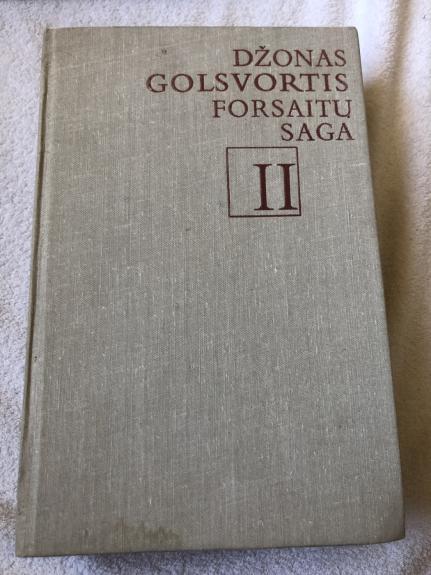 DŽONAS
GOLSVORTIS
FORSAITŲ
SAGA
II